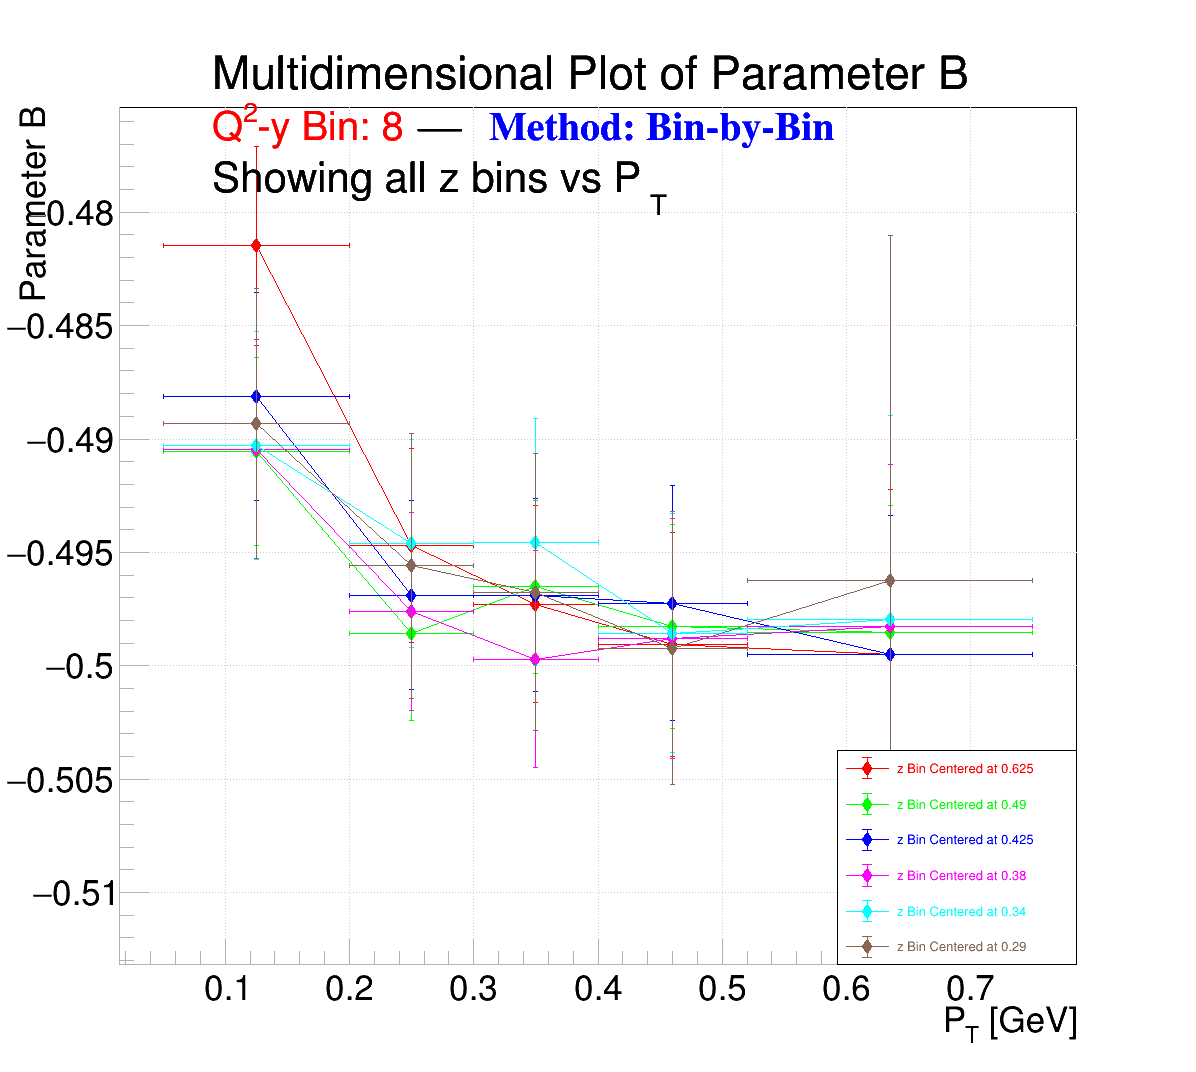 Multidimensional Plot of Parameter B
Q²-y Bin: 8 — Method: Bin-by-Bin
Showing all z bins vs P_T
Parameter B
−0.48
−0.485
−0.49
−0.495
−0.5
−0.505
−0.51
z Bin Centered at 0.625
z Bin Centered at 0.49
z Bin Centered at 0.425
z Bin Centered at 0.38
z Bin Centered at 0.34
z Bin Centered at 0.29
0.1 0.2 0.3 0.4 0.5 0.6 0.7
P_T [GeV]